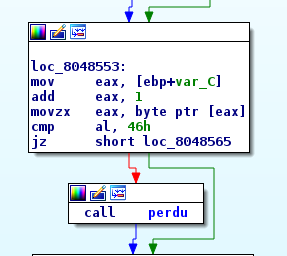 loc_8048553:
mov eax, [ebp+var_C]
add eax, 1
movzx eax, byte ptr [eax]
cmp al, 46h
jz short loc_8048565
call perdu